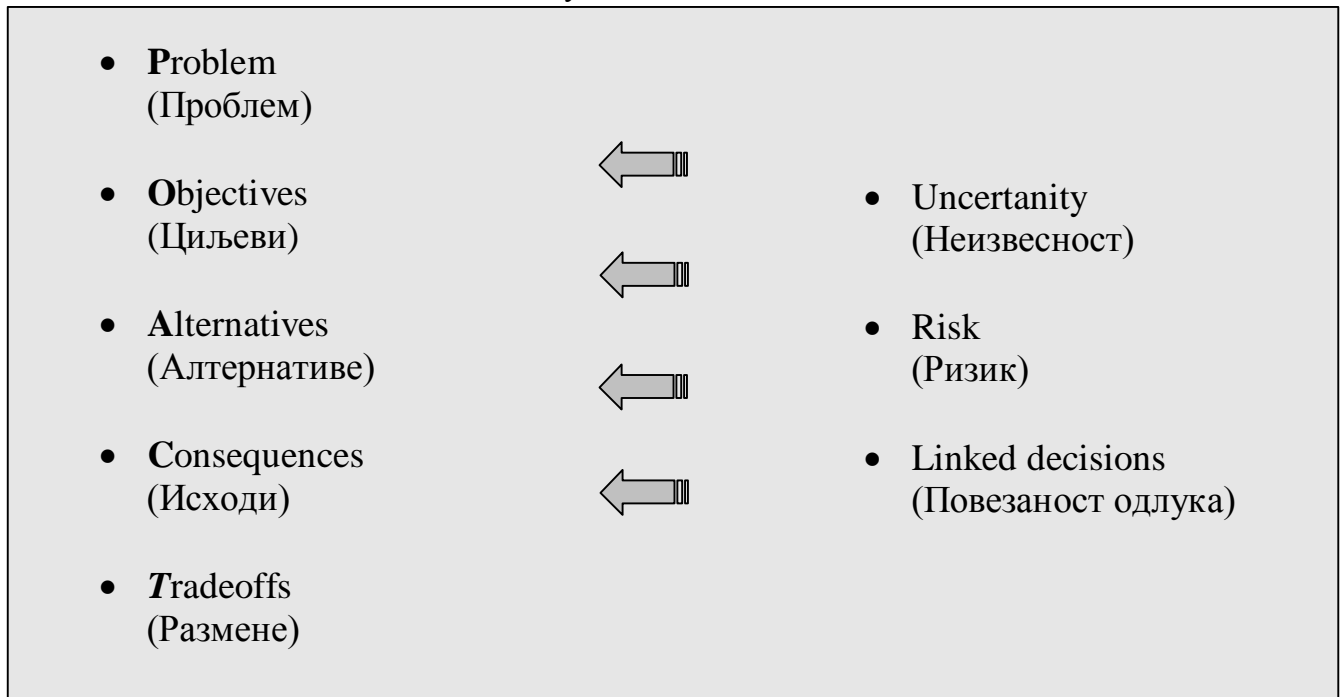 • Problem
(Проблем)
• Objectives
(Циљеви)
• Alternatives
(Алтернативе)
• Consequences
(Исходи)
• Tradeoffs
(Размене)
• Uncertanity
(Неизвесност)
• Risk
(Ризик)
• Linked decisions
(Повезаност одлука)